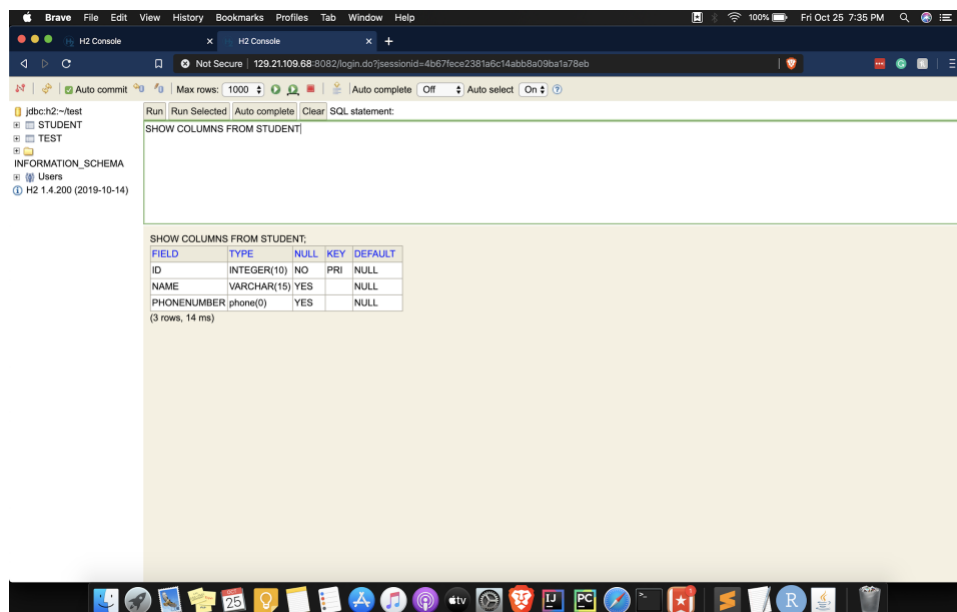 Brave File Edit View History Bookmarks Profiles Tab Window Help 100% Fri Oct 25 7:35 PM
H2 Console × H2 Console × +
Not Secure | 129.21.109.68:8082/login.do?jsessionid=4b67fece2381a6c14abb8a09ba1a78eb
Auto commit Max rows: 1000 Auto complete Off Auto select On ?
jdbc:h2:~/test
STUDENT
TEST
INFORMATION_SCHEMA
Users
H2 1.4.200 (2019-10-14)
Run Run Selected Auto complete Clear SQL statement:
SHOW COLUMNS FROM STUDENT
SHOW COLUMNS FROM STUDENT;
FIELD TYPE NULL KEY DEFAULT
ID INTEGER(10) NO PRI NULL
NAME VARCHAR(15) YES NULL
PHONENUMBER phone(0) YES NULL
(3 rows, 14 ms)
25 tv IJ PC R